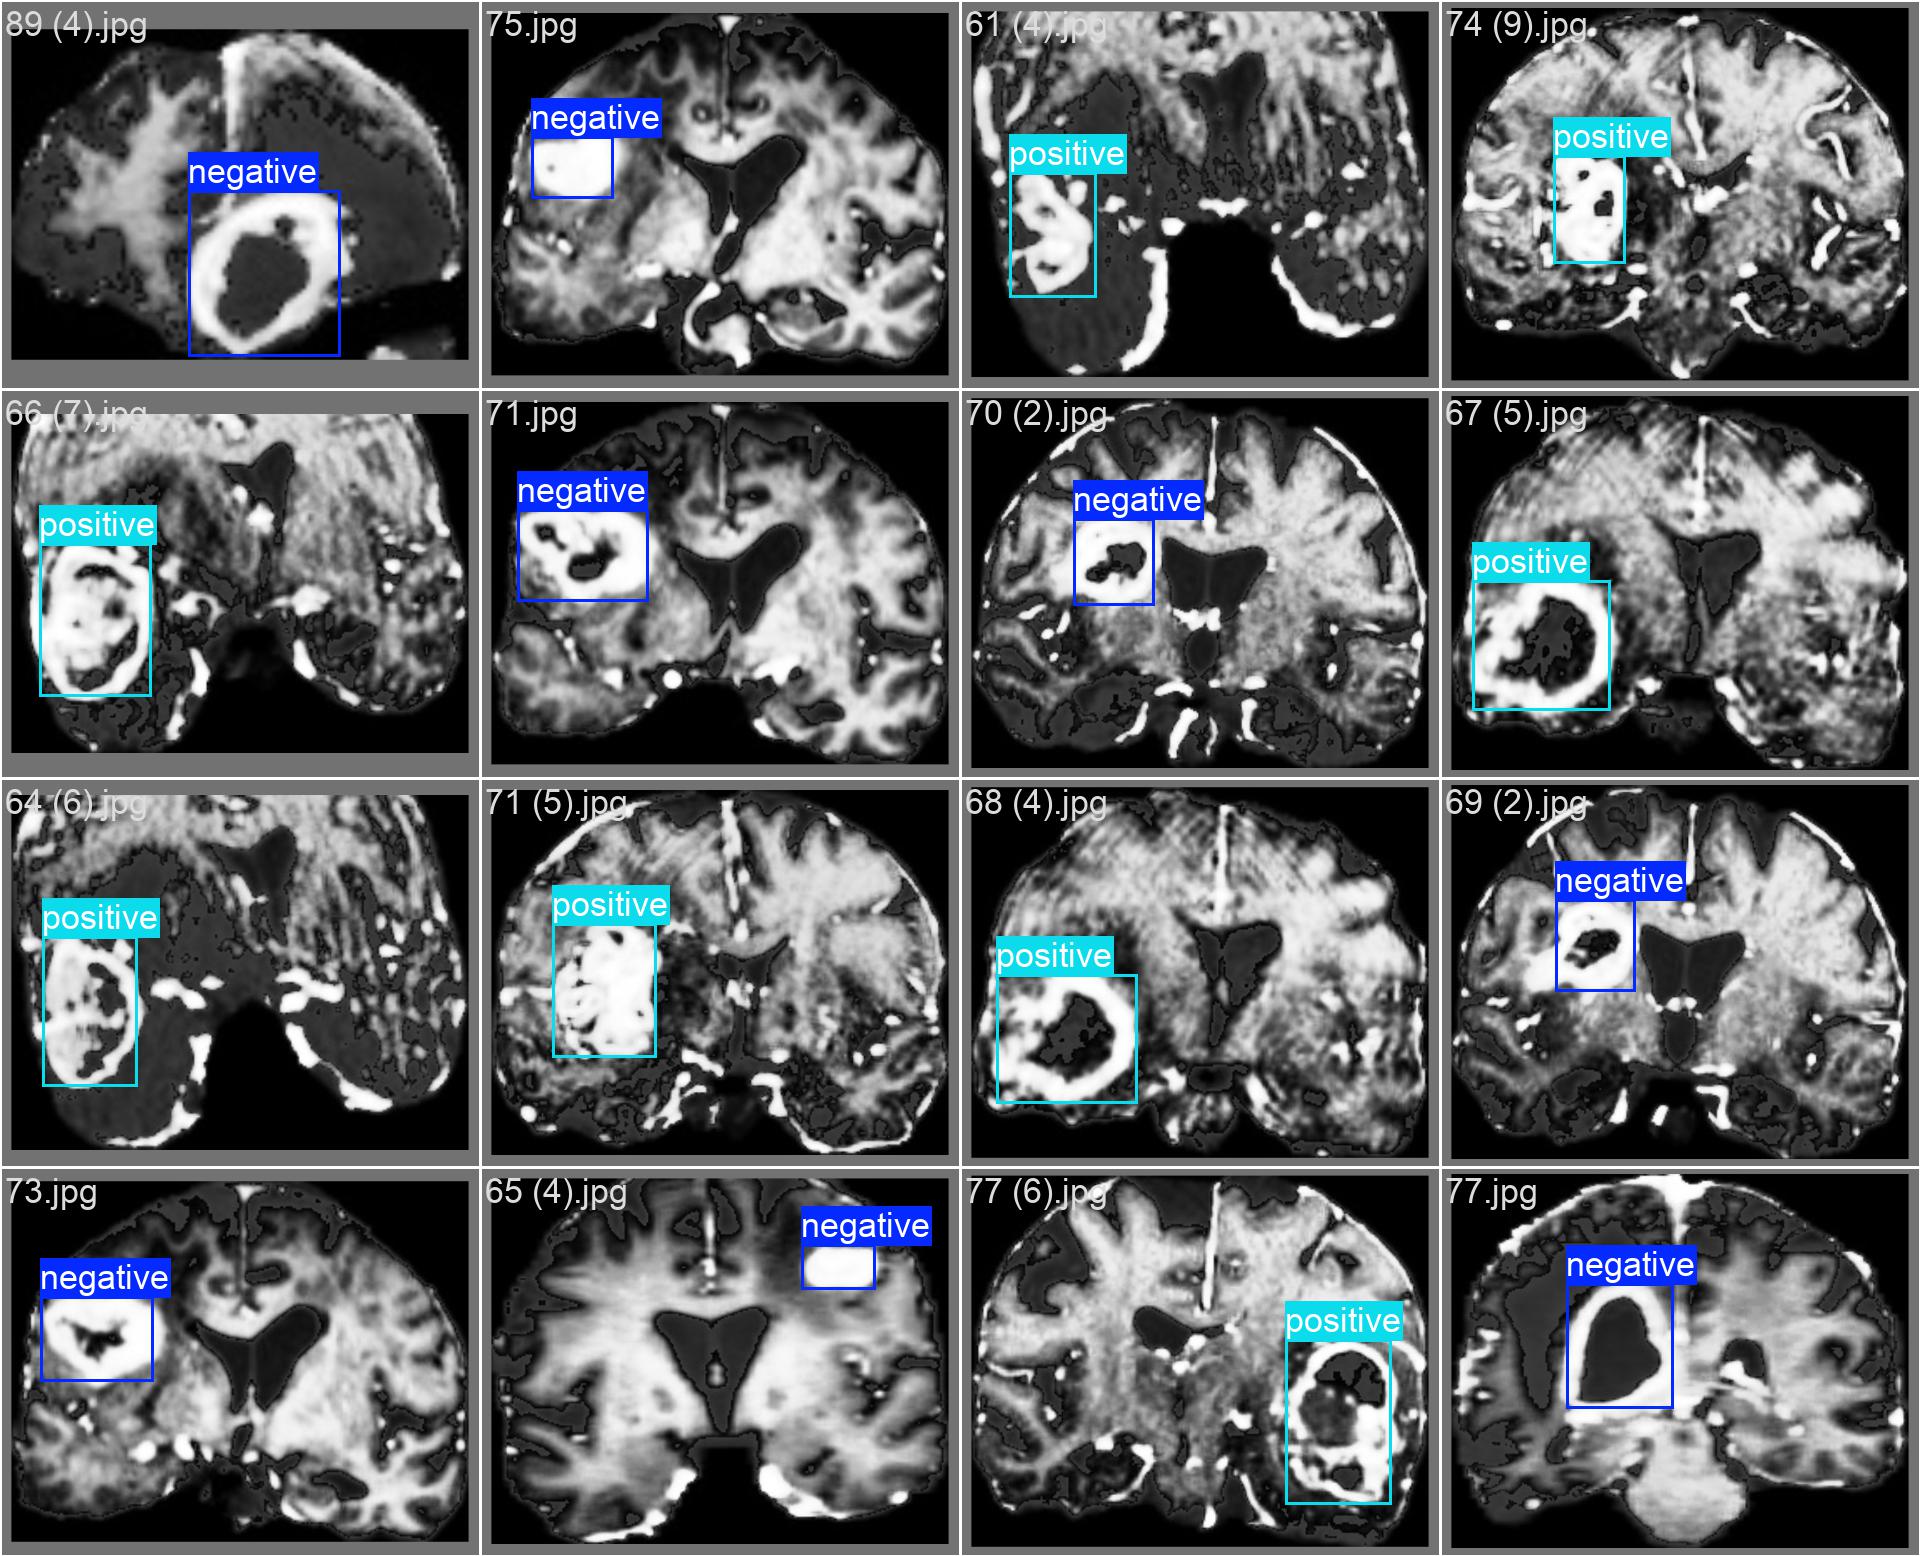 89 (4).jpg
negative
75.jpg
negative
61 (4).jpg
positive
74 (9).jpg
positive
66 (7).jpg
positive
71.jpg
negative
70 (2).jpg
negative
67 (5).jpg
positive
64 (6).jpg
positive
71 (5).jpg
positive
68 (4).jpg
positive
69 (2).jpg
negative
73.jpg
negative
65 (4).jpg
negative
77 (6).jpg
positive
77.jpg
negative